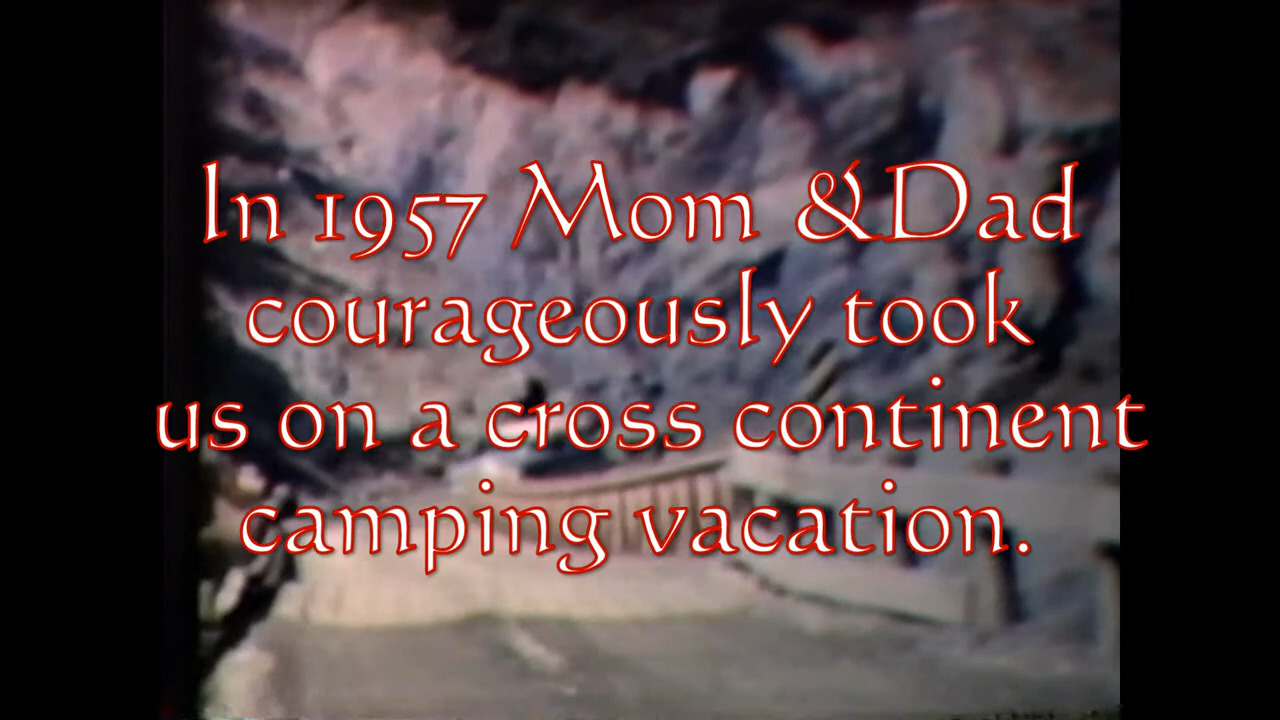 In 1957 Mom &Dad
courageously took
us on a cross continent
camping vacation.